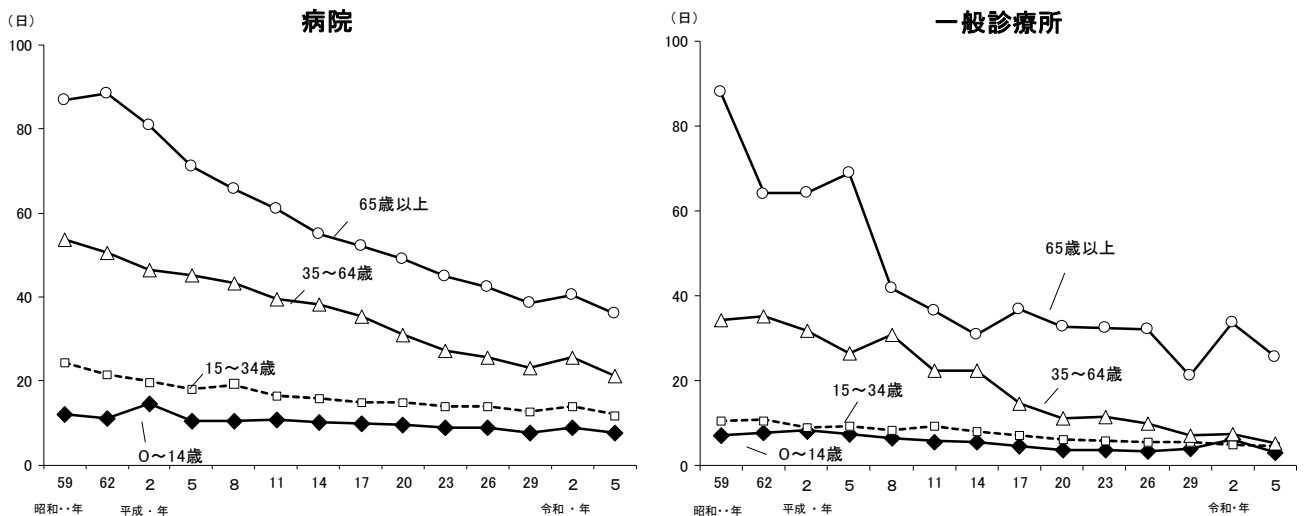 病院
（日）
100
80
60
40
20
0
65歳以上
35～64歳
15～34歳
0～14歳
59 62 2 5 8 11 14 17 20 23 26 29 2 5
昭和・・年 平成・年 令和・年
一般診療所
（日）
100
80
60
40
20
0
65歳以上
35～64歳
15～34歳
0～14歳
59 62 2 5 8 11 14 17 20 23 26 29 2 5
昭和・・年 平成・年 令和・年